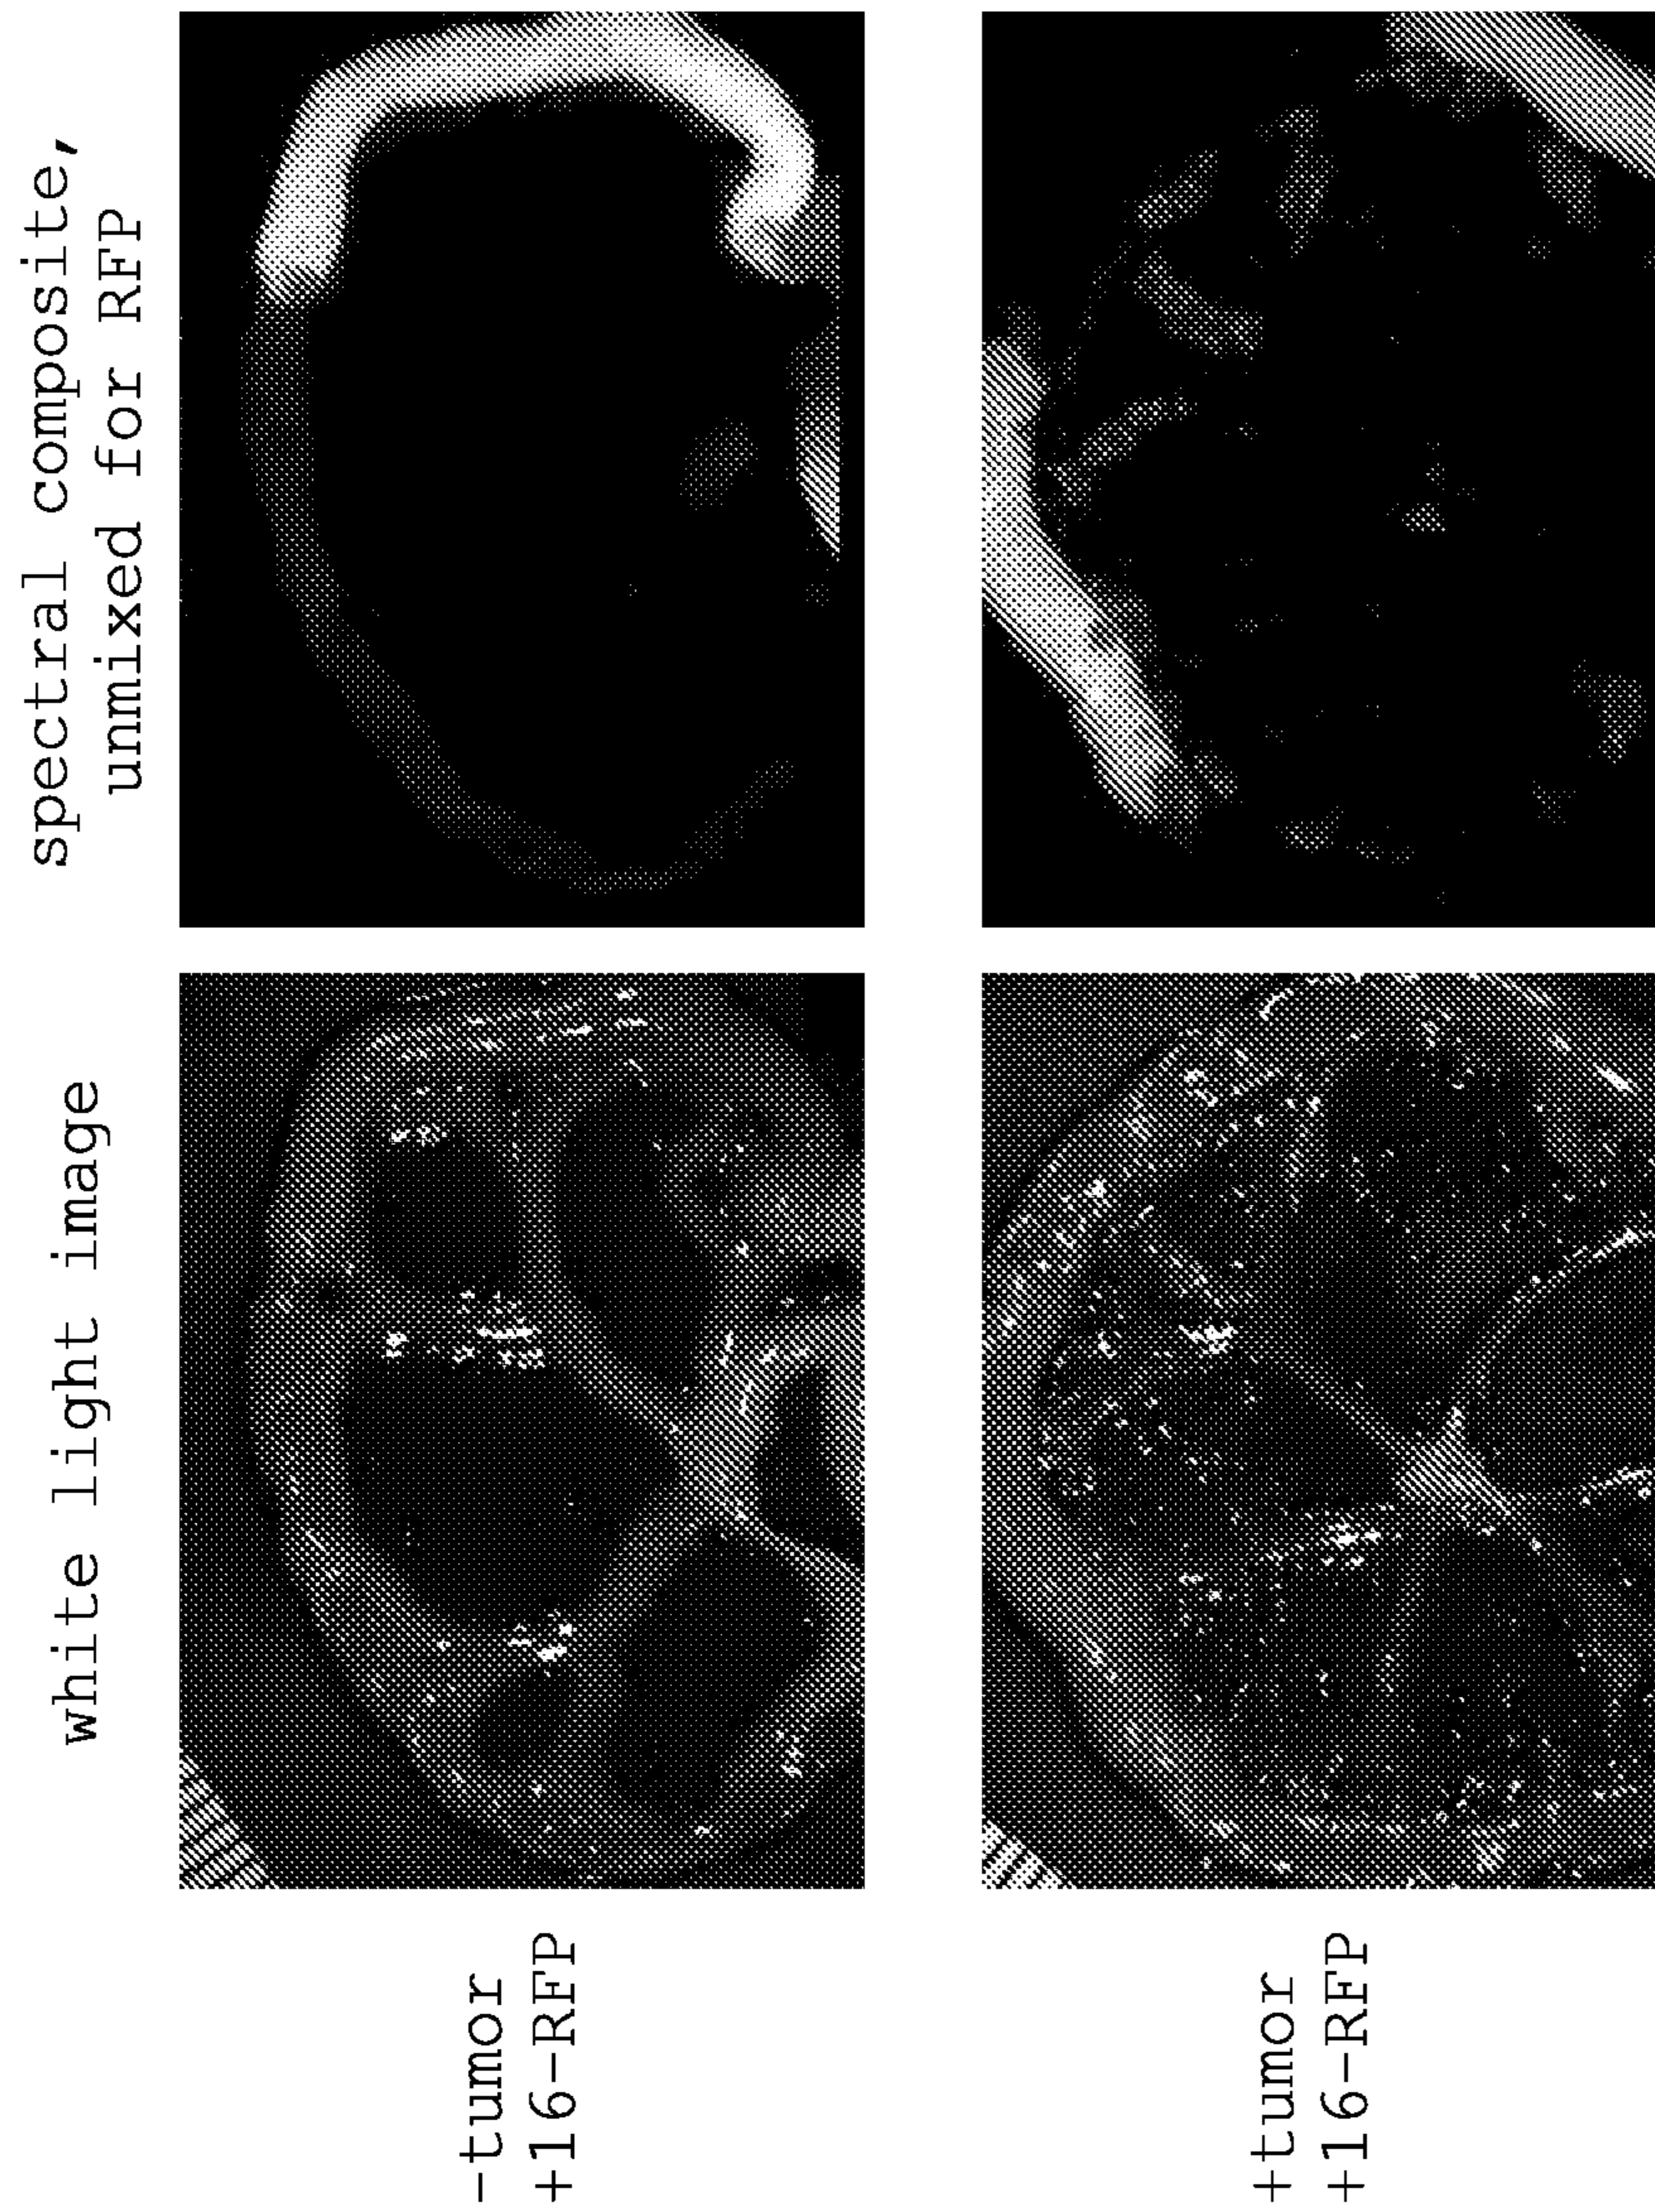 white light image
spectral composite,
unmixed for RFP
-tumor
+16-RFP
+tumor
+16-RFP